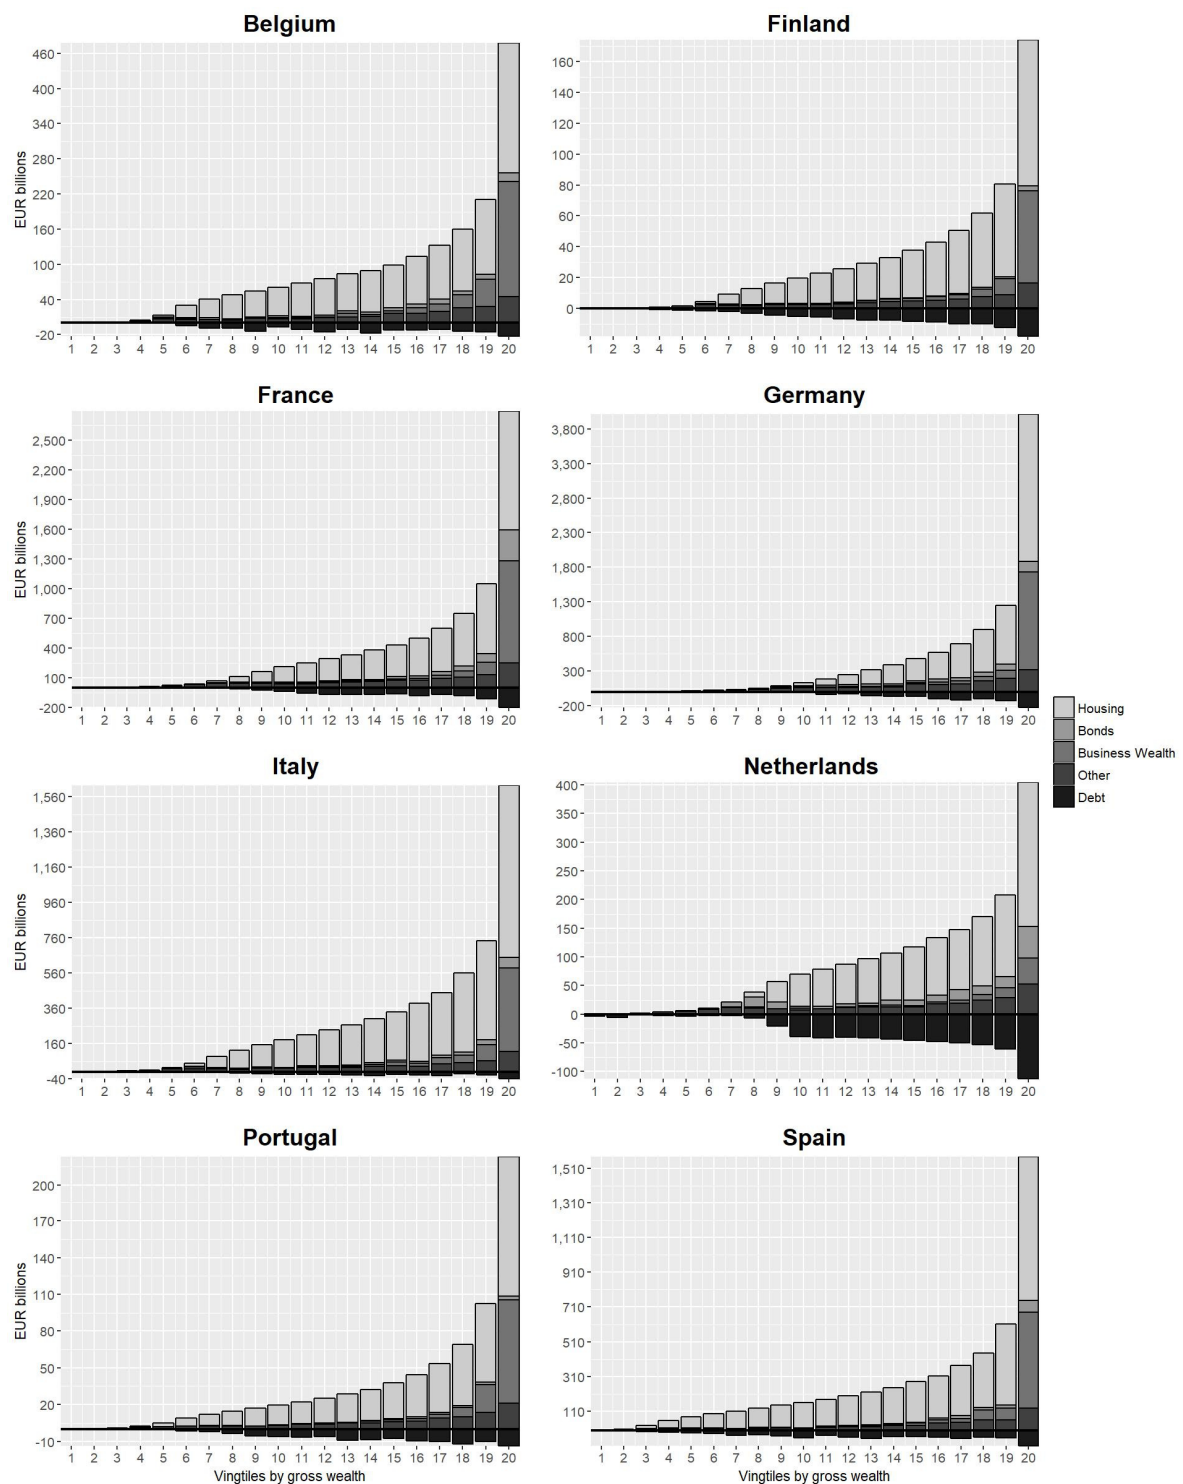 Belgium
EUR billions
460
400
340
280
220
160
100
40
-20
1 2 3 4 5 6 7 8 9 10 11 12 13 14 15 16 17 18 19 20
Finland
160
140
120
100
80
60
40
20
0
1 2 3 4 5 6 7 8 9 10 11 12 13 14 15 16 17 18 19 20
France
EUR billions
2,500
2,200
1,900
1,600
1,300
1,000
700
400
100
-200
1 2 3 4 5 6 7 8 9 10 11 12 13 14 15 16 17 18 19 20
Germany
3,800
3,300
2,800
2,300
1,800
1,300
800
300
-200
1 2 3 4 5 6 7 8 9 10 11 12 13 14 15 16 17 18 19 20
Housing
Bonds
Business Wealth
Other
Debt
Italy
EUR billions
1,560
1,360
1,160
960
760
560
360
160
-40
1 2 3 4 5 6 7 8 9 10 11 12 13 14 15 16 17 18 19 20
Netherlands
400
350
300
250
200
150
100
50
0
-50
-100
1 2 3 4 5 6 7 8 9 10 11 12 13 14 15 16 17 18 19 20
Portugal
EUR billions
200
170
140
110
80
50
20
-10
1 2 3 4 5 6 7 8 9 10 11 12 13 14 15 16 17 18 19 20
Vingtiles by gross wealth
Spain
1,510
1,310
1,110
910
710
510
310
110
1 2 3 4 5 6 7 8 9 10 11 12 13 14 15 16 17 18 19 20
Vingtiles by gross wealth